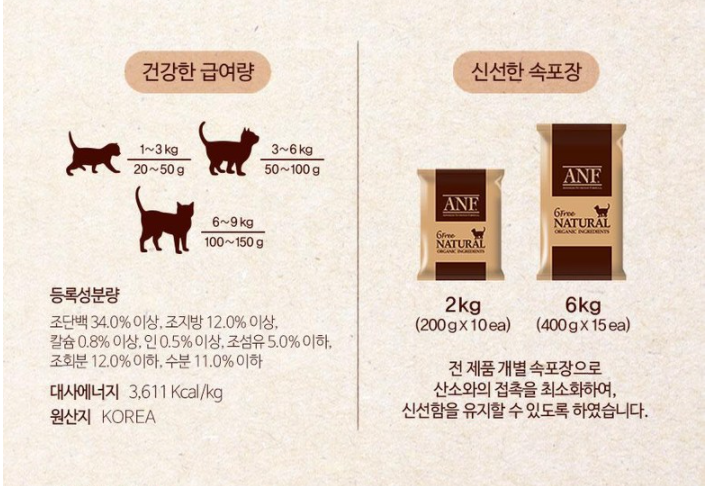 건강한 급여량
1~3 kg
20~50 g
3~6 kg
50~100 g
6~9 kg
100~150 g
등록성분량
조단백 34.0% 이상, 조지방 12.0% 이상,
칼슘 0.8% 이상, 인 0.5% 이상, 조섬유 5.0% 이하,
조회분 12.0% 이하, 수분 11.0% 이하
대사에너지 3,611 Kcal/kg
원산지 KOREA
신선한 속포장
ANF
6Free
NATURAL
ORGANIC INGREDIENTS
ANF
6Free
NATURAL
ORGANIC INGREDIENTS
2kg
(200 g X 10 ea)
6kg
(400 g X 15 ea)
전 제품 개별 속포장으로
산소와의 접촉을 최소화하여,
신선함을 유지할 수 있도록 하였습니다.